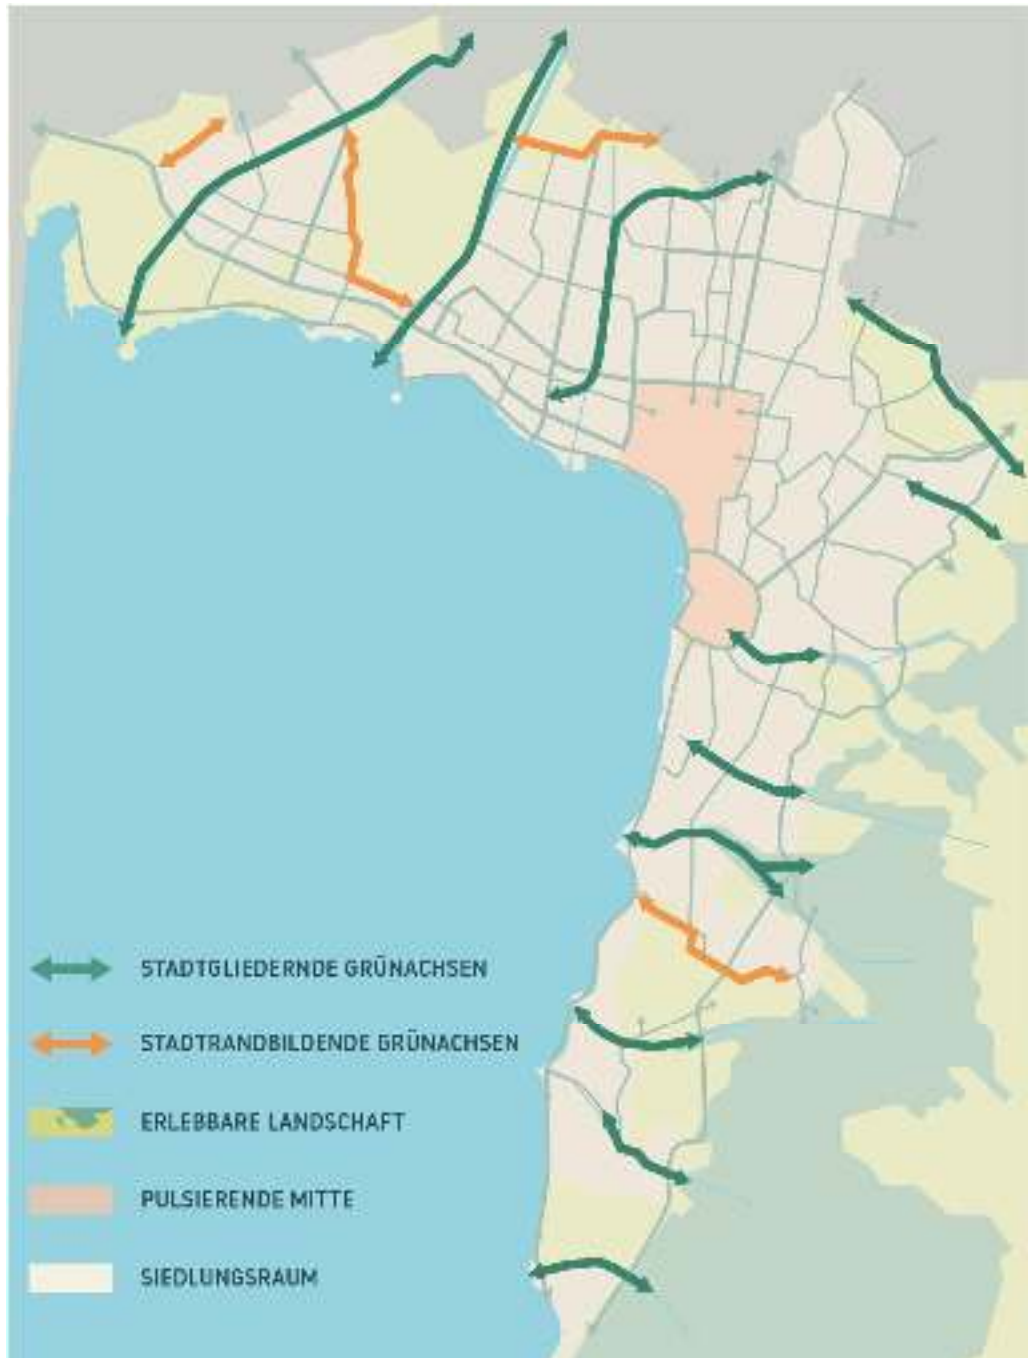 STADTGLIEDERNDE GRÜNACHSEN
STADTRANDBILDENDE GRÜNACHSEN
ERLEBBARE LANDSCHAFT
PULSIERENDE MITTE
SIEDLUNGSRAUM